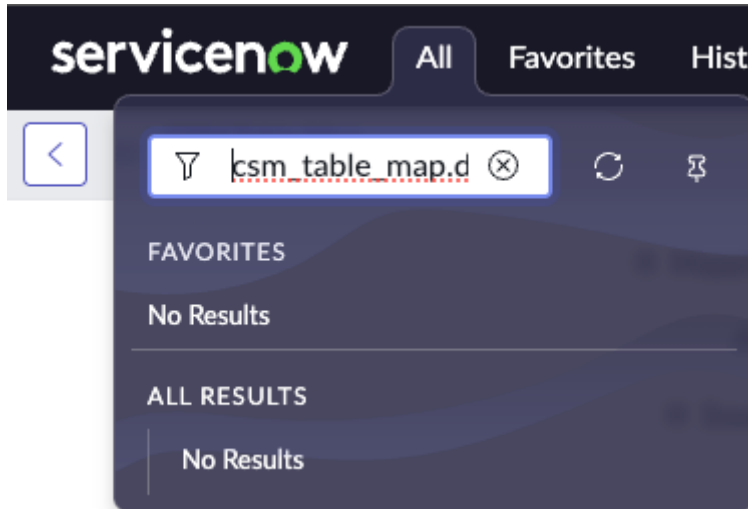 servicenow All Favorites Hist
csm_table_map.d
FAVORITES
No Results
ALL RESULTS
No Results